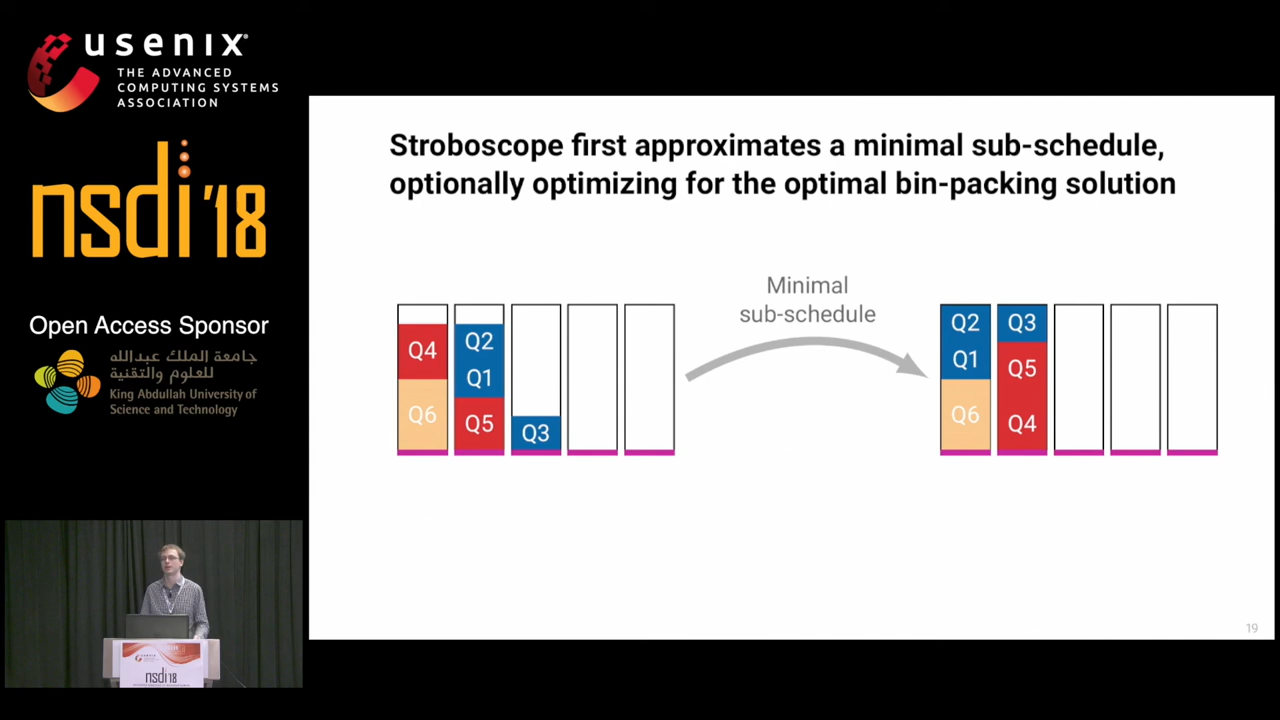 usenix
THE ADVANCED
COMPUTING SYSTEMS
ASSOCIATION
nsdi '18
Open Access Sponsor
جامعة الملك عبدالله
للعلوم والتقنية
King Abdullah University of
Science and Technology
Stroboscope first approximates a minimal sub-schedule,
optionally optimizing for the optimal bin-packing solution
Minimal
sub-schedule
Q4
Q6
Q2
Q1
Q5
Q3
Q2
Q1
Q6
Q3
Q5
Q4
19
usenix
nsdi'18